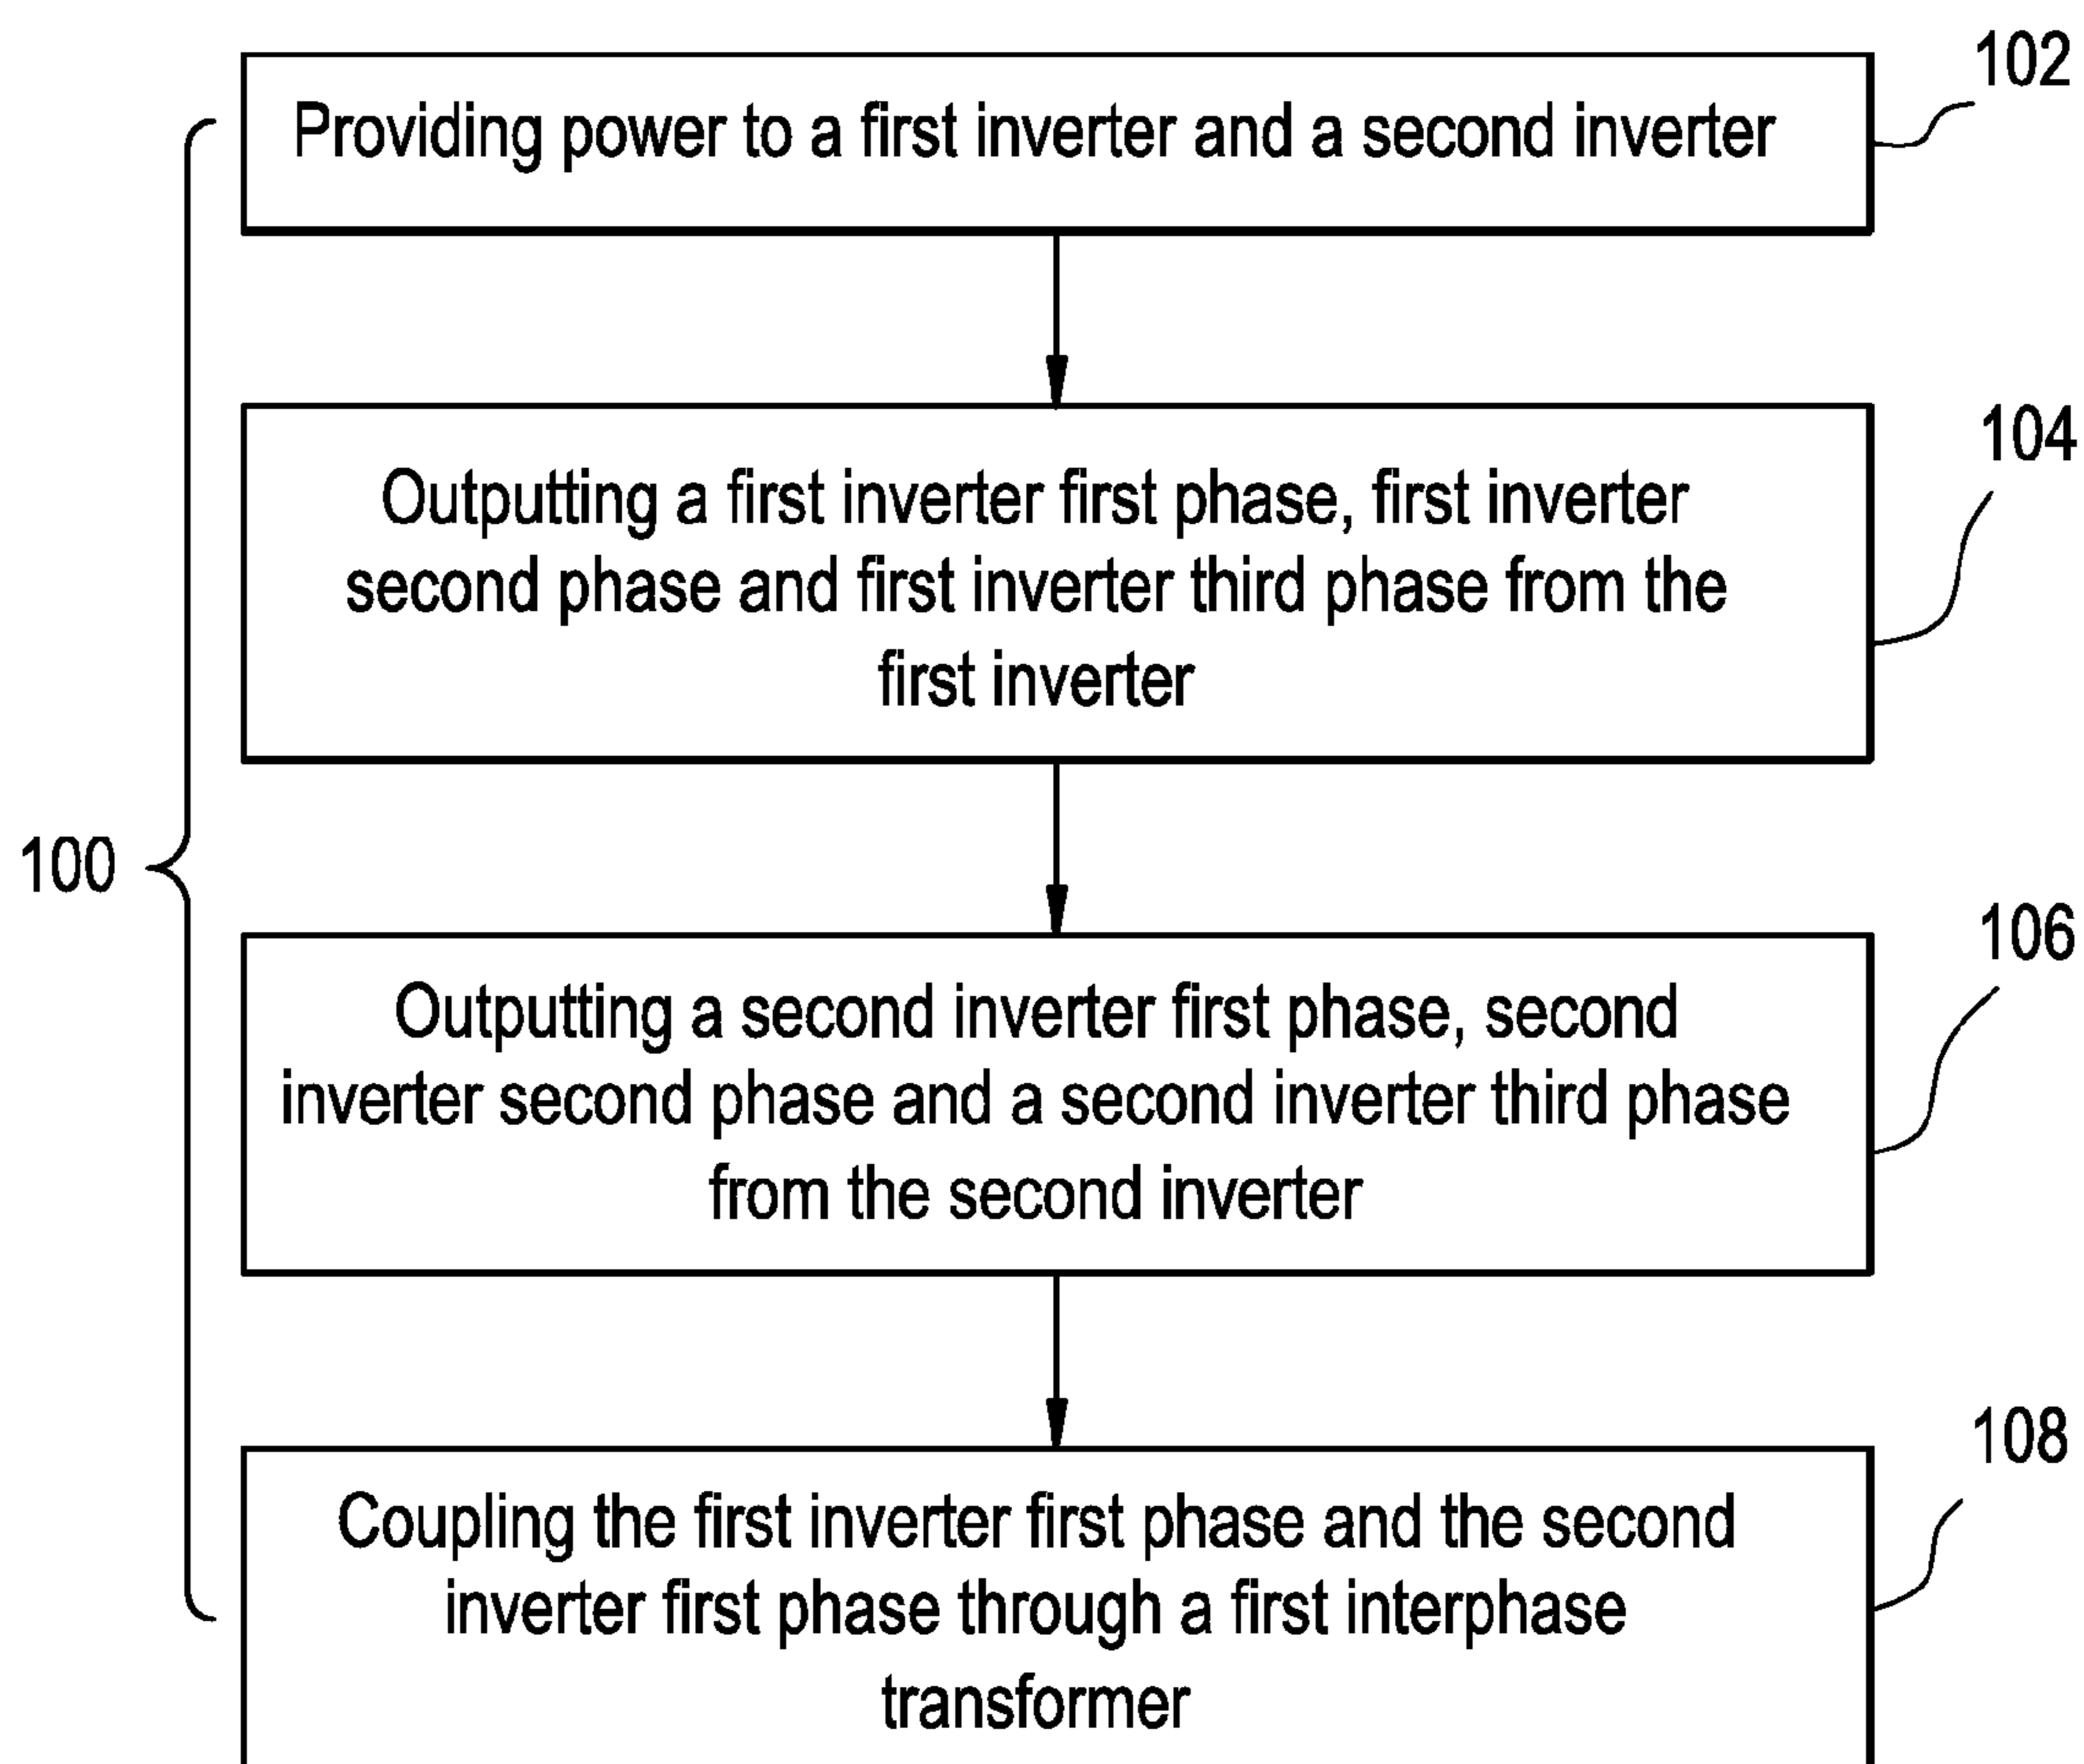 102
Providing power to a first inverter and a second inverter
104
Outputting a first inverter first phase, first inverter
second phase and first inverter third phase from the
first inverter
100
106
Outputting a second inverter first phase, second
inverter second phase and a second inverter third phase
from the second inverter
108
Coupling the first inverter first phase and the second
inverter first phase through a first interphase
transformer